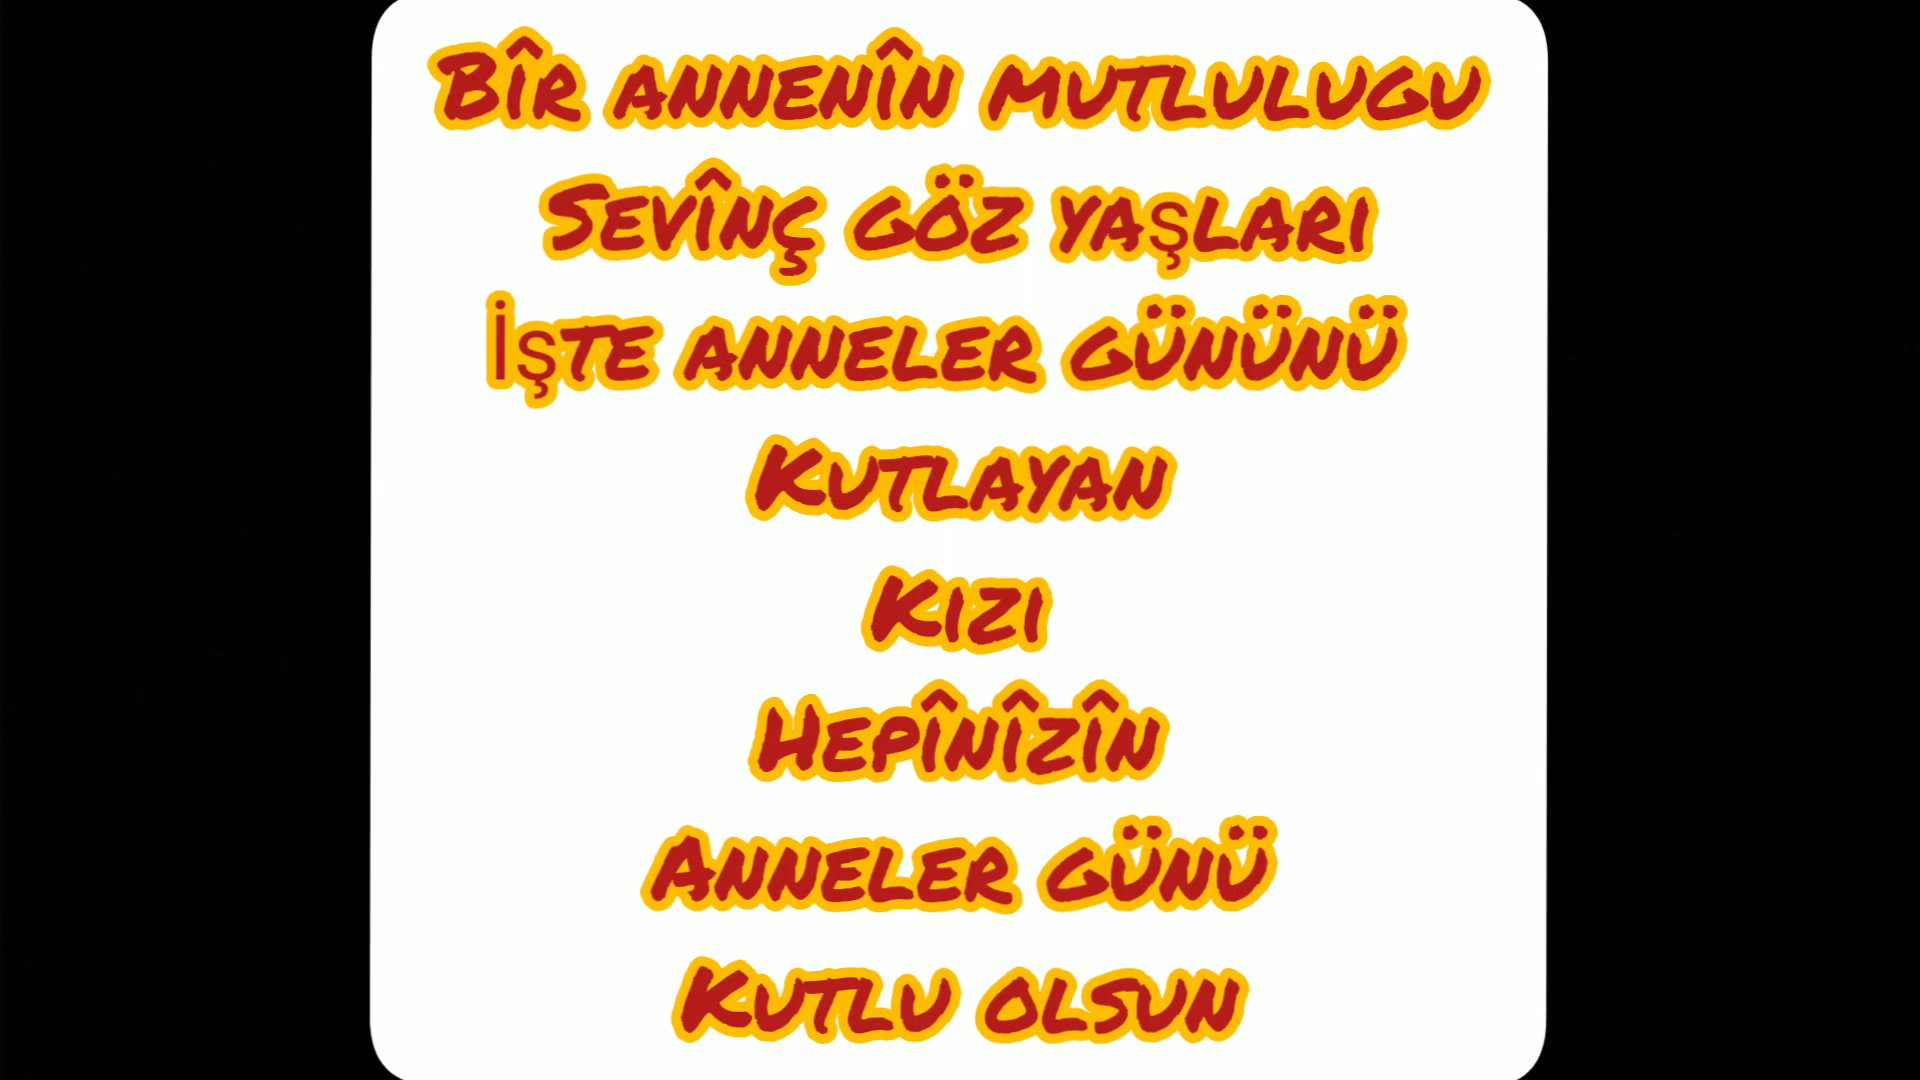 Bîr annenîn mutlulugu
Sevînç göz yaşları
İşte anneler gününü
Kutlayan
Kızı
Hepînîzîn
Anneler günü
Kutlu olsun